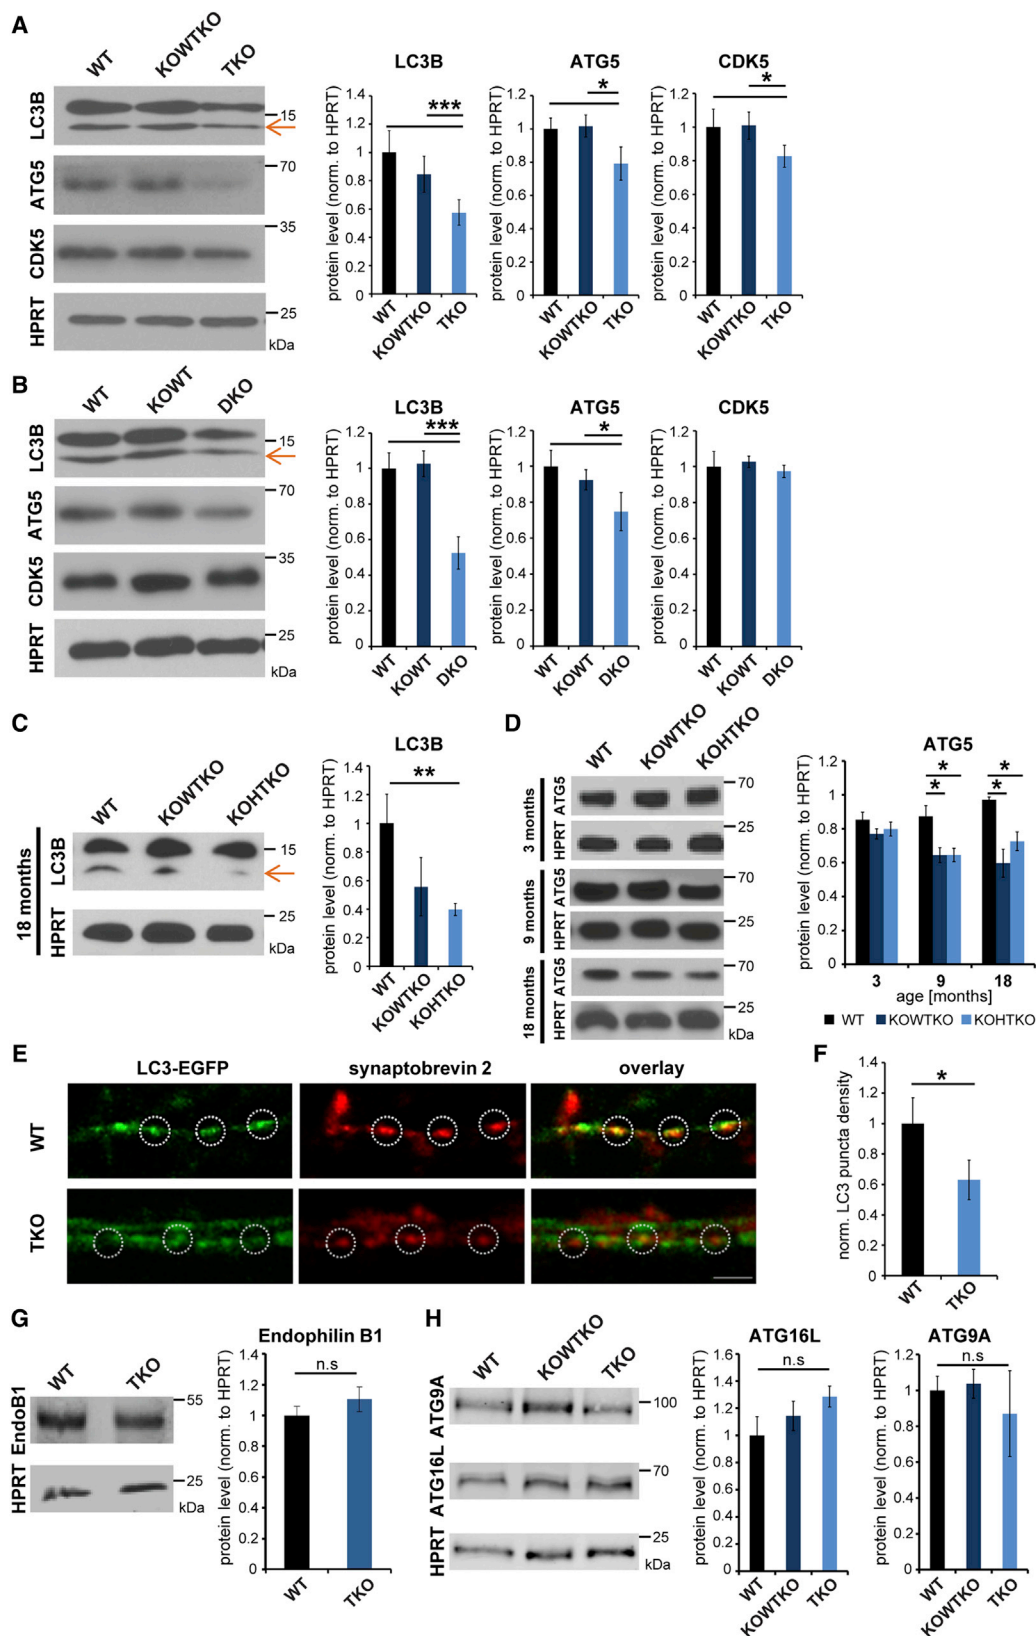 A
WT
KOWTKO
TKO
LC3B
15
ATG5
70
CDK5
35
HPRT
25
kDa
LC3B
protein level (norm. to HPRT)
1.4
1.2
1
0.8
0.6
0.4
0.2
0
***
WT
KOWTKO
TKO
ATG5
protein level (norm. to HPRT)
1.2
1
0.8
0.6
0.4
0.2
0
*
WT
KOWTKO
TKO
CDK5
protein level (norm. to HPRT)
1.2
1
0.8
0.6
0.4
0.2
0
*
WT
KOWTKO
TKO
B
WT
KOWT
DKO
LC3B
15
ATG5
70
CDK5
35
HPRT
25
kDa
LC3B
protein level (norm. to HPRT)
1.2
1
0.8
0.6
0.4
0.2
0
***
WT
KOWT
DKO
ATG5
protein level (norm. to HPRT)
1.2
1
0.8
0.6
0.4
0.2
0
*
WT
KOWT
DKO
CDK5
protein level (norm. to HPRT)
1.2
1
0.8
0.6
0.4
0.2
0
WT
KOWT
DKO
C
18 months
WT
KOWTKO
KOHTKO
LC3B
15
HPRT
25
kDa
LC3B
protein level (norm. to HPRT)
1.4
1.2
1
0.8
0.6
0.4
0.2
0
**
WT
KOWTKO
KOHTKO
D
WT
KOWTKO
KOHTKO
3 months
ATG5
70
HPRT
25
9 months
ATG5
70
HPRT
25
18 months
ATG5
70
HPRT
25
kDa
ATG5
protein level (norm. to HPRT)
1.2
1
0.8
0.6
0.4
0.2
0
*
*
*
*
3
9
18
age [months]
WT
KOWTKO
KOHTKO
E
LC3-EGFP
synaptobrevin 2
overlay
WT
TKO
F
norm. LC3 puncta density
1.4
1.2
1
0.8
0.6
0.4
0.2
0
*
WT
TKO
G
WT
TKO
EndoB1
55
HPRT
25
kDa
Endophilin B1
protein level (norm. to HPRT)
1.4
1.2
1
0.8
0.6
0.4
0.2
0
n.s
WT
TKO
H
WT
KOWTKO
TKO
ATG9A
100
ATG16L
70
HPRT
25
kDa
ATG16L
protein level (norm. to HPRT)
1.6
1.4
1.2
1
0.8
0.6
0.4
0.2
0
n.s
WT
KOWTKO
TKO
ATG9A
protein level (norm. to HPRT)
1.2
1
0.8
0.6
0.4
0.2
0
n.s
WT
KOWTKO
TKO